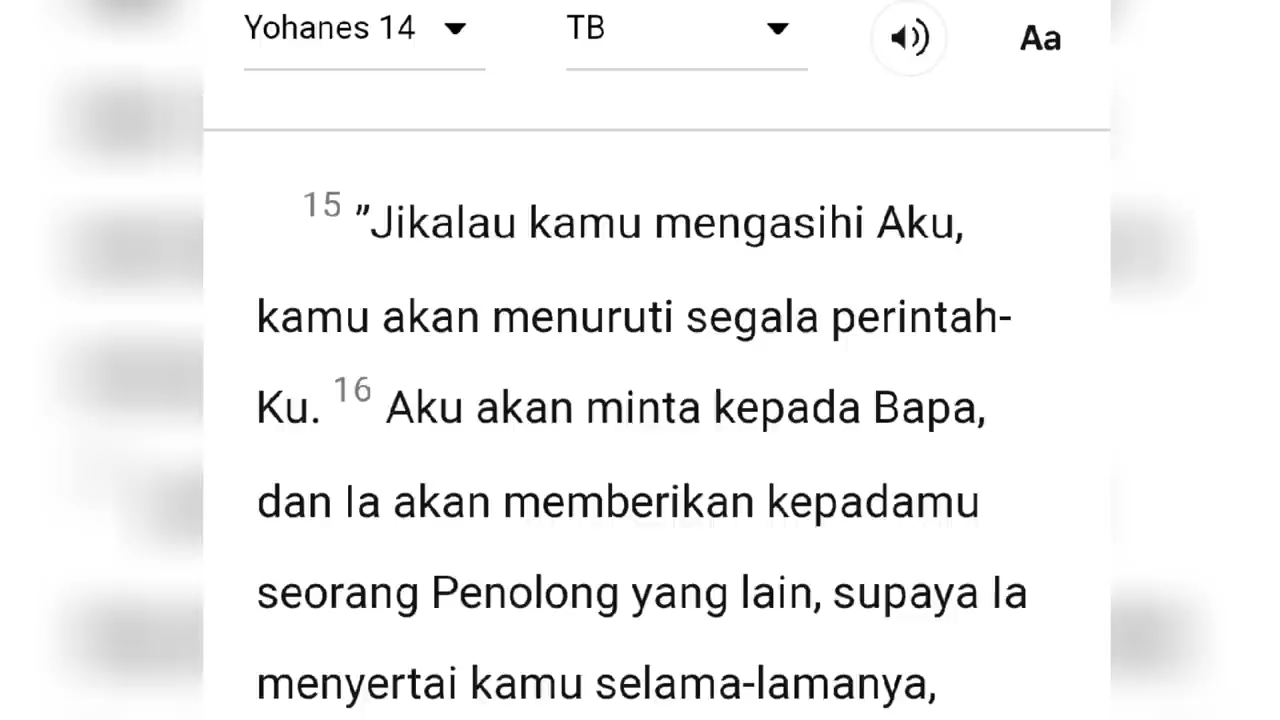 Yohanes 14 TB Aa
15 "Jikalau kamu mengasihi Aku,
kamu akan menuruti segala perintah-
Ku. 16 Aku akan minta kepada Bapa,
dan Ia akan memberikan kepadamu
seorang Penolong yang lain, supaya Ia
menyertai kamu selama-lamanya,